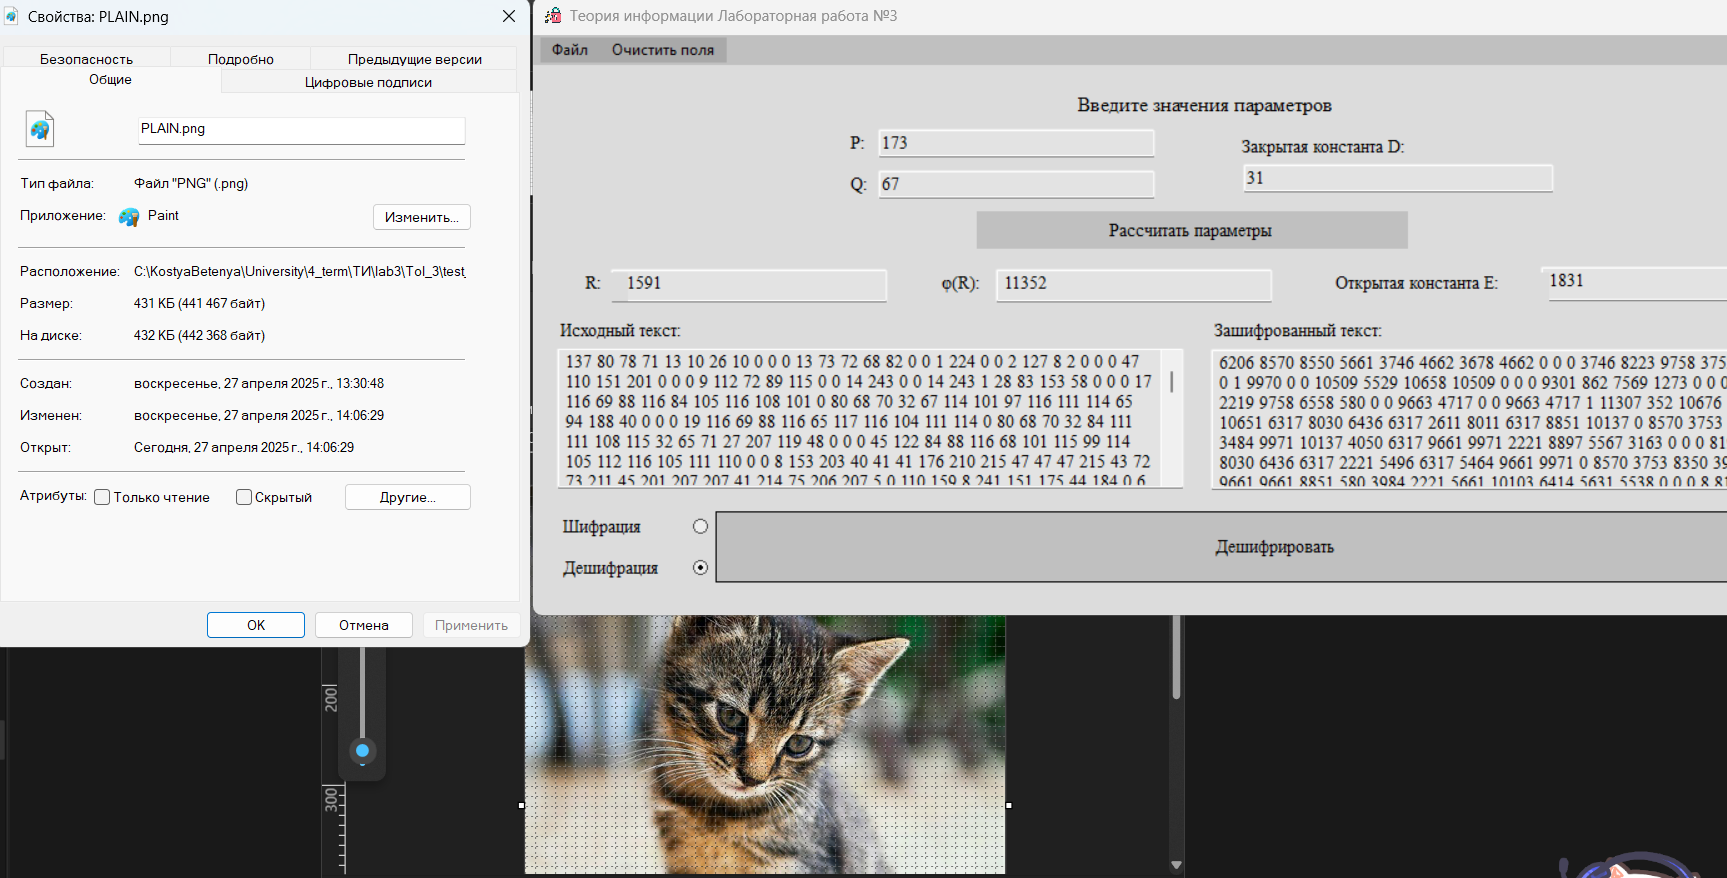 Свойства: PLAIN.png
Безопасность
Подробно
Предыдущие версии
Общие
Цифровые подписи
PLAIN.png
Тип файла:
Файл "PNG" (.png)
Приложение:
Paint
Изменить...
Расположение:
C:\KostyaBetenya\University\4_term\ТИ\lab3\ToI_3\test_
Размер:
431 КБ (441 467 байт)
На диске:
432 КБ (442 368 байт)
Создан:
воскресенье, 27 апреля 2025 г., 13:30:48
Изменен:
воскресенье, 27 апреля 2025 г., 14:06:29
Открыт:
Сегодня, 27 апреля 2025 г., 14:06:29
Атрибуты:
Только чтение
Скрытый
Другие...
OK
Отмена
Применить
Теория информации Лабораторная работа №3
Файл
Очистить поля
Введите значения параметров
P:
173
Закрытая константа D:
Q:
67
31
Рассчитать параметры
R:
1591
φ(R):
11352
Открытая константа E:
1831
Исходный текст:
137 80 78 71 13 10 26 10 0 0 0 13 73 72 68 82 0 0 1 224 0 0 2 127 8 2 0 0 0 47
110 151 201 0 0 0 9 112 72 89 115 0 0 14 243 0 0 14 243 1 28 83 153 58 0 0 0 17
116 69 88 116 84 105 116 108 101 0 80 68 70 32 67 114 101 97 116 111 114 65
94 188 40 0 0 0 19 116 69 88 116 65 117 116 104 111 114 0 80 68 70 32 84 111
111 108 115 32 65 71 27 207 119 48 0 0 0 45 122 84 88 116 68 101 115 99 114
105 112 116 105 111 110 0 0 8 153 203 40 41 41 176 210 215 47 47 47 215 43 72
73 211 45 201 207 207 41 214 75 206 207 5 0 110 159 8 241 151 175 44 184 0 6
Зашифрованный текст:
6206 8570 8550 5661 3746 4662 3678 4662 0 0 0 3746 8223 9758 375
0 1 9970 0 0 10509 5529 10658 10509 0 0 0 9301 862 7569 1273 0 0 0
2219 9758 6558 580 0 0 9663 4717 0 0 9663 4717 1 11307 352 10676
10651 6317 8030 6436 6317 2611 8011 6317 8851 10137 0 8570 3753
3484 9971 10137 4050 6317 9661 9971 2221 8897 5567 3163 0 0 0 819
8030 6436 6317 2221 5496 6317 5464 9661 9971 0 8570 3753 8350 39
9661 9661 8851 580 3984 2221 5661 10103 6414 5631 5538 0 0 0 8 81
Шифрация
Дешифрация
Дешифрировать
200
300